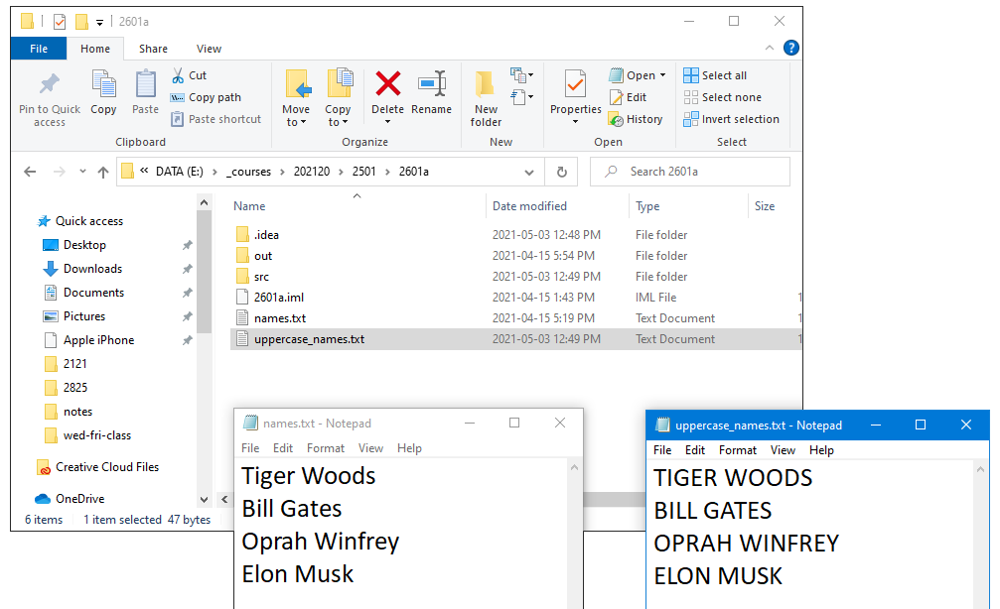 2601a
File Home Share View
Pin to Quick access
Copy
Paste
Cut
Copy path
Paste shortcut
Clipboard
Move to
Copy to
Delete
Rename
Organize
New folder
New
Properties
Open
Edit
History
Open
Select all
Select none
Invert selection
Select
« DATA (E:) > _courses > 202120 > 2501 > 2601a
Search 2601a
Quick access
Desktop
Downloads
Documents
Pictures
Apple iPhone
2121
2825
notes
wed-fri-class
Creative Cloud Files
OneDrive
Name Date modified Type Size
.idea 2021-05-03 12:48 PM File folder
out 2021-04-15 5:54 PM File folder
src 2021-05-03 12:49 PM File folder
2601a.iml 2021-04-15 1:43 PM IML File 1
names.txt 2021-04-15 5:19 PM Text Document 1
uppercase_names.txt 2021-05-03 12:49 PM Text Document 1
6 items 1 item selected 47 bytes
names.txt - Notepad
File Edit Format View Help
Tiger Woods
Bill Gates
Oprah Winfrey
Elon Musk
uppercase_names.txt - Notepad
File Edit Format View Help
TIGER WOODS
BILL GATES
OPRAH WINFREY
ELON MUSK